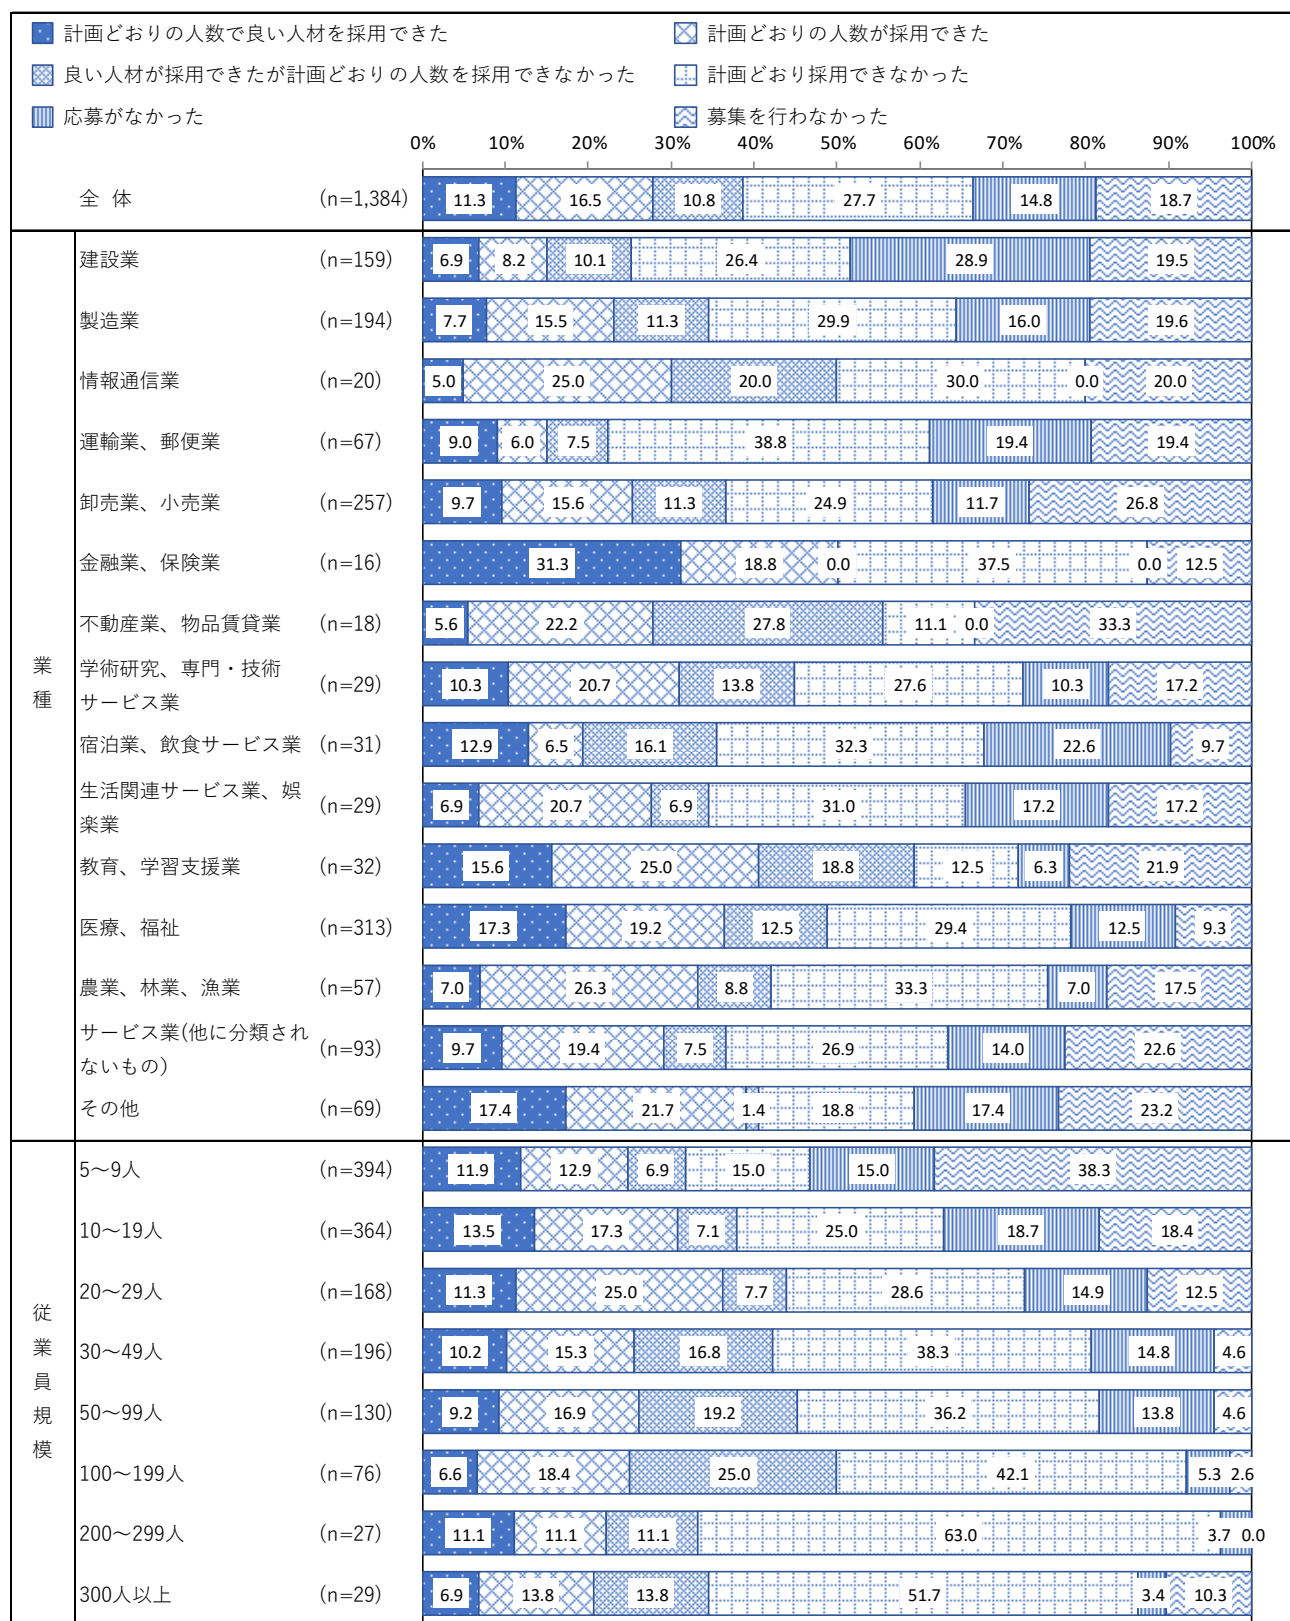 計画どおりの人数で良い人材を採用できた 計画どおりの人数が採用できた
良い人材が採用できたが計画どおりの人数を採用できなかった 計画どおり採用できなかった
応募がなかった 募集を行わなかった
0% 10% 20% 30% 40% 50% 60% 70% 80% 90% 100%
全 体 (n=1,384) 11.3 16.5 10.8 27.7 14.8 18.7
業種
建設業 (n=159) 6.9 8.2 10.1 26.4 28.9 19.5
製造業 (n=194) 7.7 15.5 11.3 29.9 16.0 19.6
情報通信業 (n=20) 5.0 25.0 20.0 30.0 0.0 20.0
運輸業、郵便業 (n=67) 9.0 6.0 7.5 38.8 19.4 19.4
卸売業、小売業 (n=257) 9.7 15.6 11.3 24.9 11.7 26.8
金融業、保険業 (n=16) 31.3 18.8 0.0 37.5 0.0 12.5
不動産業、物品賃貸業 (n=18) 5.6 22.2 27.8 11.1 0.0 33.3
学術研究、専門・技術
サービス業 (n=29) 10.3 20.7 13.8 27.6 10.3 17.2
宿泊業、飲食サービス業 (n=31) 12.9 6.5 16.1 32.3 22.6 9.7
生活関連サービス業、娯
楽業 (n=29) 6.9 20.7 6.9 31.0 17.2 17.2
教育、学習支援業 (n=32) 15.6 25.0 18.8 12.5 6.3 21.9
医療、福祉 (n=313) 17.3 19.2 12.5 29.4 12.5 9.3
農業、林業、漁業 (n=57) 7.0 26.3 8.8 33.3 7.0 17.5
サービス業(他に分類され
ないもの) (n=93) 9.7 19.4 7.5 26.9 14.0 22.6
その他 (n=69) 17.4 21.7 1.4 18.8 17.4 23.2
従業員規模
5～9人 (n=394) 11.9 12.9 6.9 15.0 15.0 38.3
10～19人 (n=364) 13.5 17.3 7.1 25.0 18.7 18.4
20～29人 (n=168) 11.3 25.0 7.7 28.6 14.9 12.5
30～49人 (n=196) 10.2 15.3 16.8 38.3 14.8 4.6
50～99人 (n=130) 9.2 16.9 19.2 36.2 13.8 4.6
100～199人 (n=76) 6.6 18.4 25.0 42.1 5.3 2.6
200～299人 (n=27) 11.1 11.1 11.1 63.0 3.7 0.0
300人以上 (n=29) 6.9 13.8 13.8 51.7 3.4 10.3